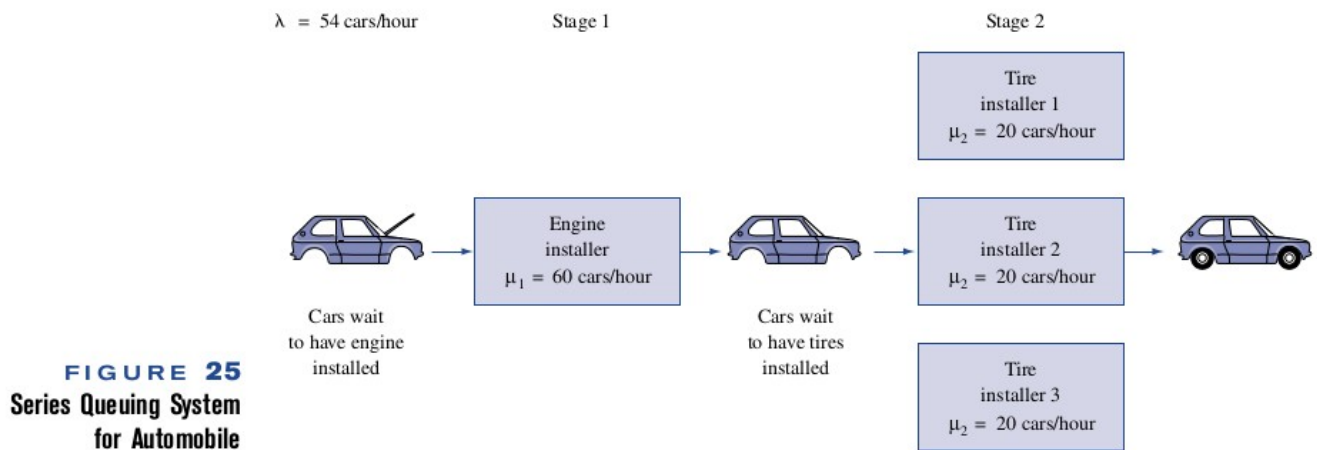 λ = 54 cars/hour
Stage 1
Stage 2
Tire
installer 1
μ₂ = 20 cars/hour
Engine
installer
μ₁ = 60 cars/hour
Tire
installer 2
μ₂ = 20 cars/hour
Cars wait
to have engine
installed
Cars wait
to have tires
installed
Tire
installer 3
μ₂ = 20 cars/hour
FIGURE 25
Series Queuing System
for Automobile